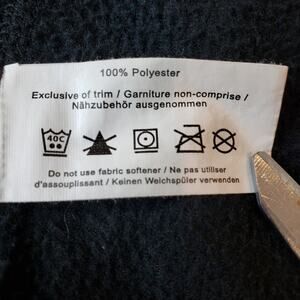 100% Polyester
Exclusive of trim / Garniture non-comprise /
Nähzubehör ausgenommen
40C
Do not use fabric softener / Ne pas utiliser
d'assouplissant / Keinen Weichspüler verwenden